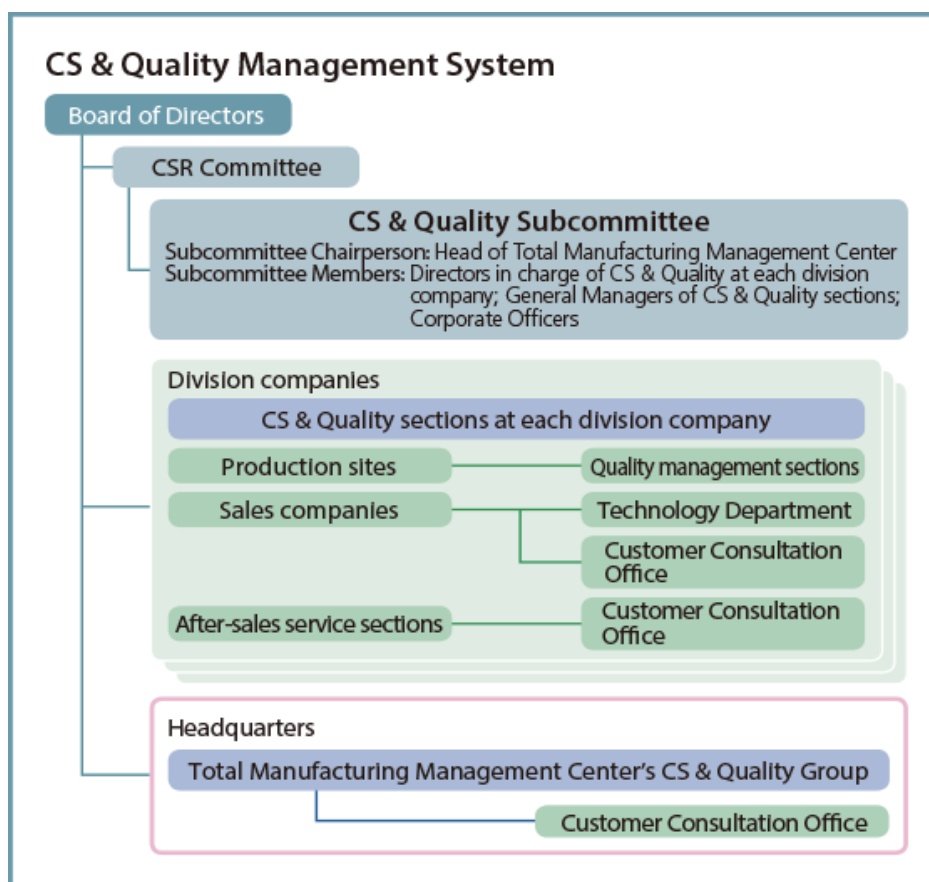 CS & Quality Management System
Board of Directors
CSR Committee
CS & Quality Subcommittee
Subcommittee Chairperson: Head of Total Manufacturing Management Center
Subcommittee Members: Directors in charge of CS & Quality at each division
company; General Managers of CS & Quality sections;
Corporate Officers
Division companies
CS & Quality sections at each division company
Production sites
Quality management sections
Sales companies
Technology Department
Customer Consultation
Office
After-sales service sections
Customer Consultation
Office
Headquarters
Total Manufacturing Management Center's CS & Quality Group
Customer Consultation Office